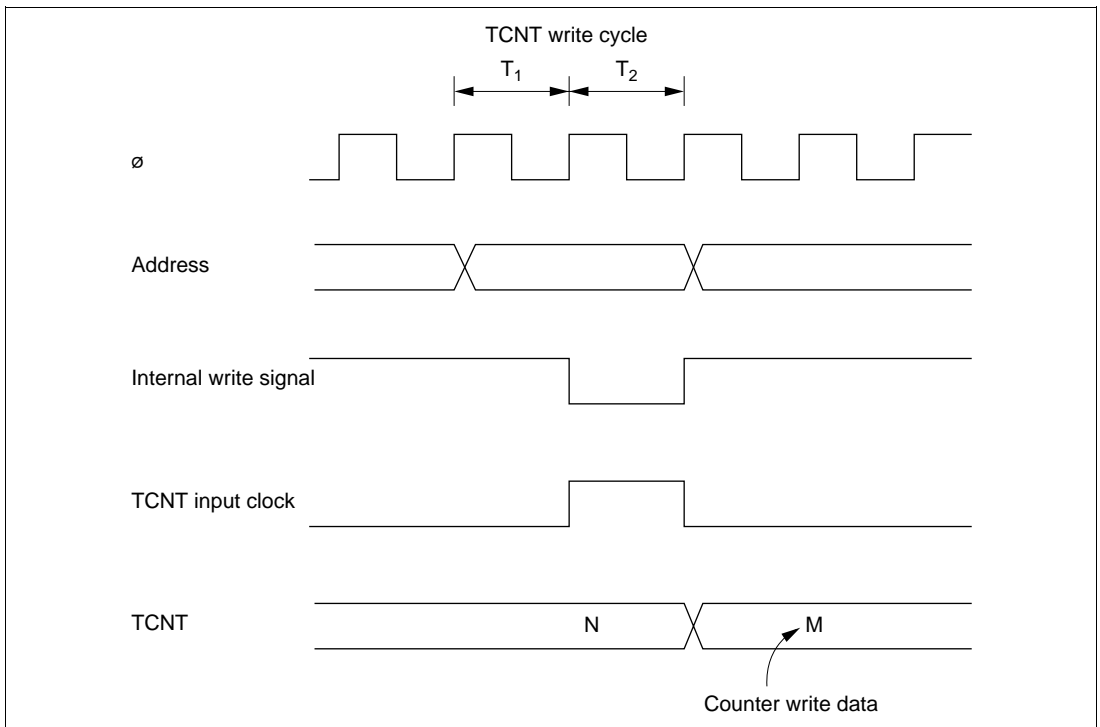 TCNT write cycle
T₁ T₂
ø
Address
Internal write signal
TCNT input clock
TCNT N M
Counter write data